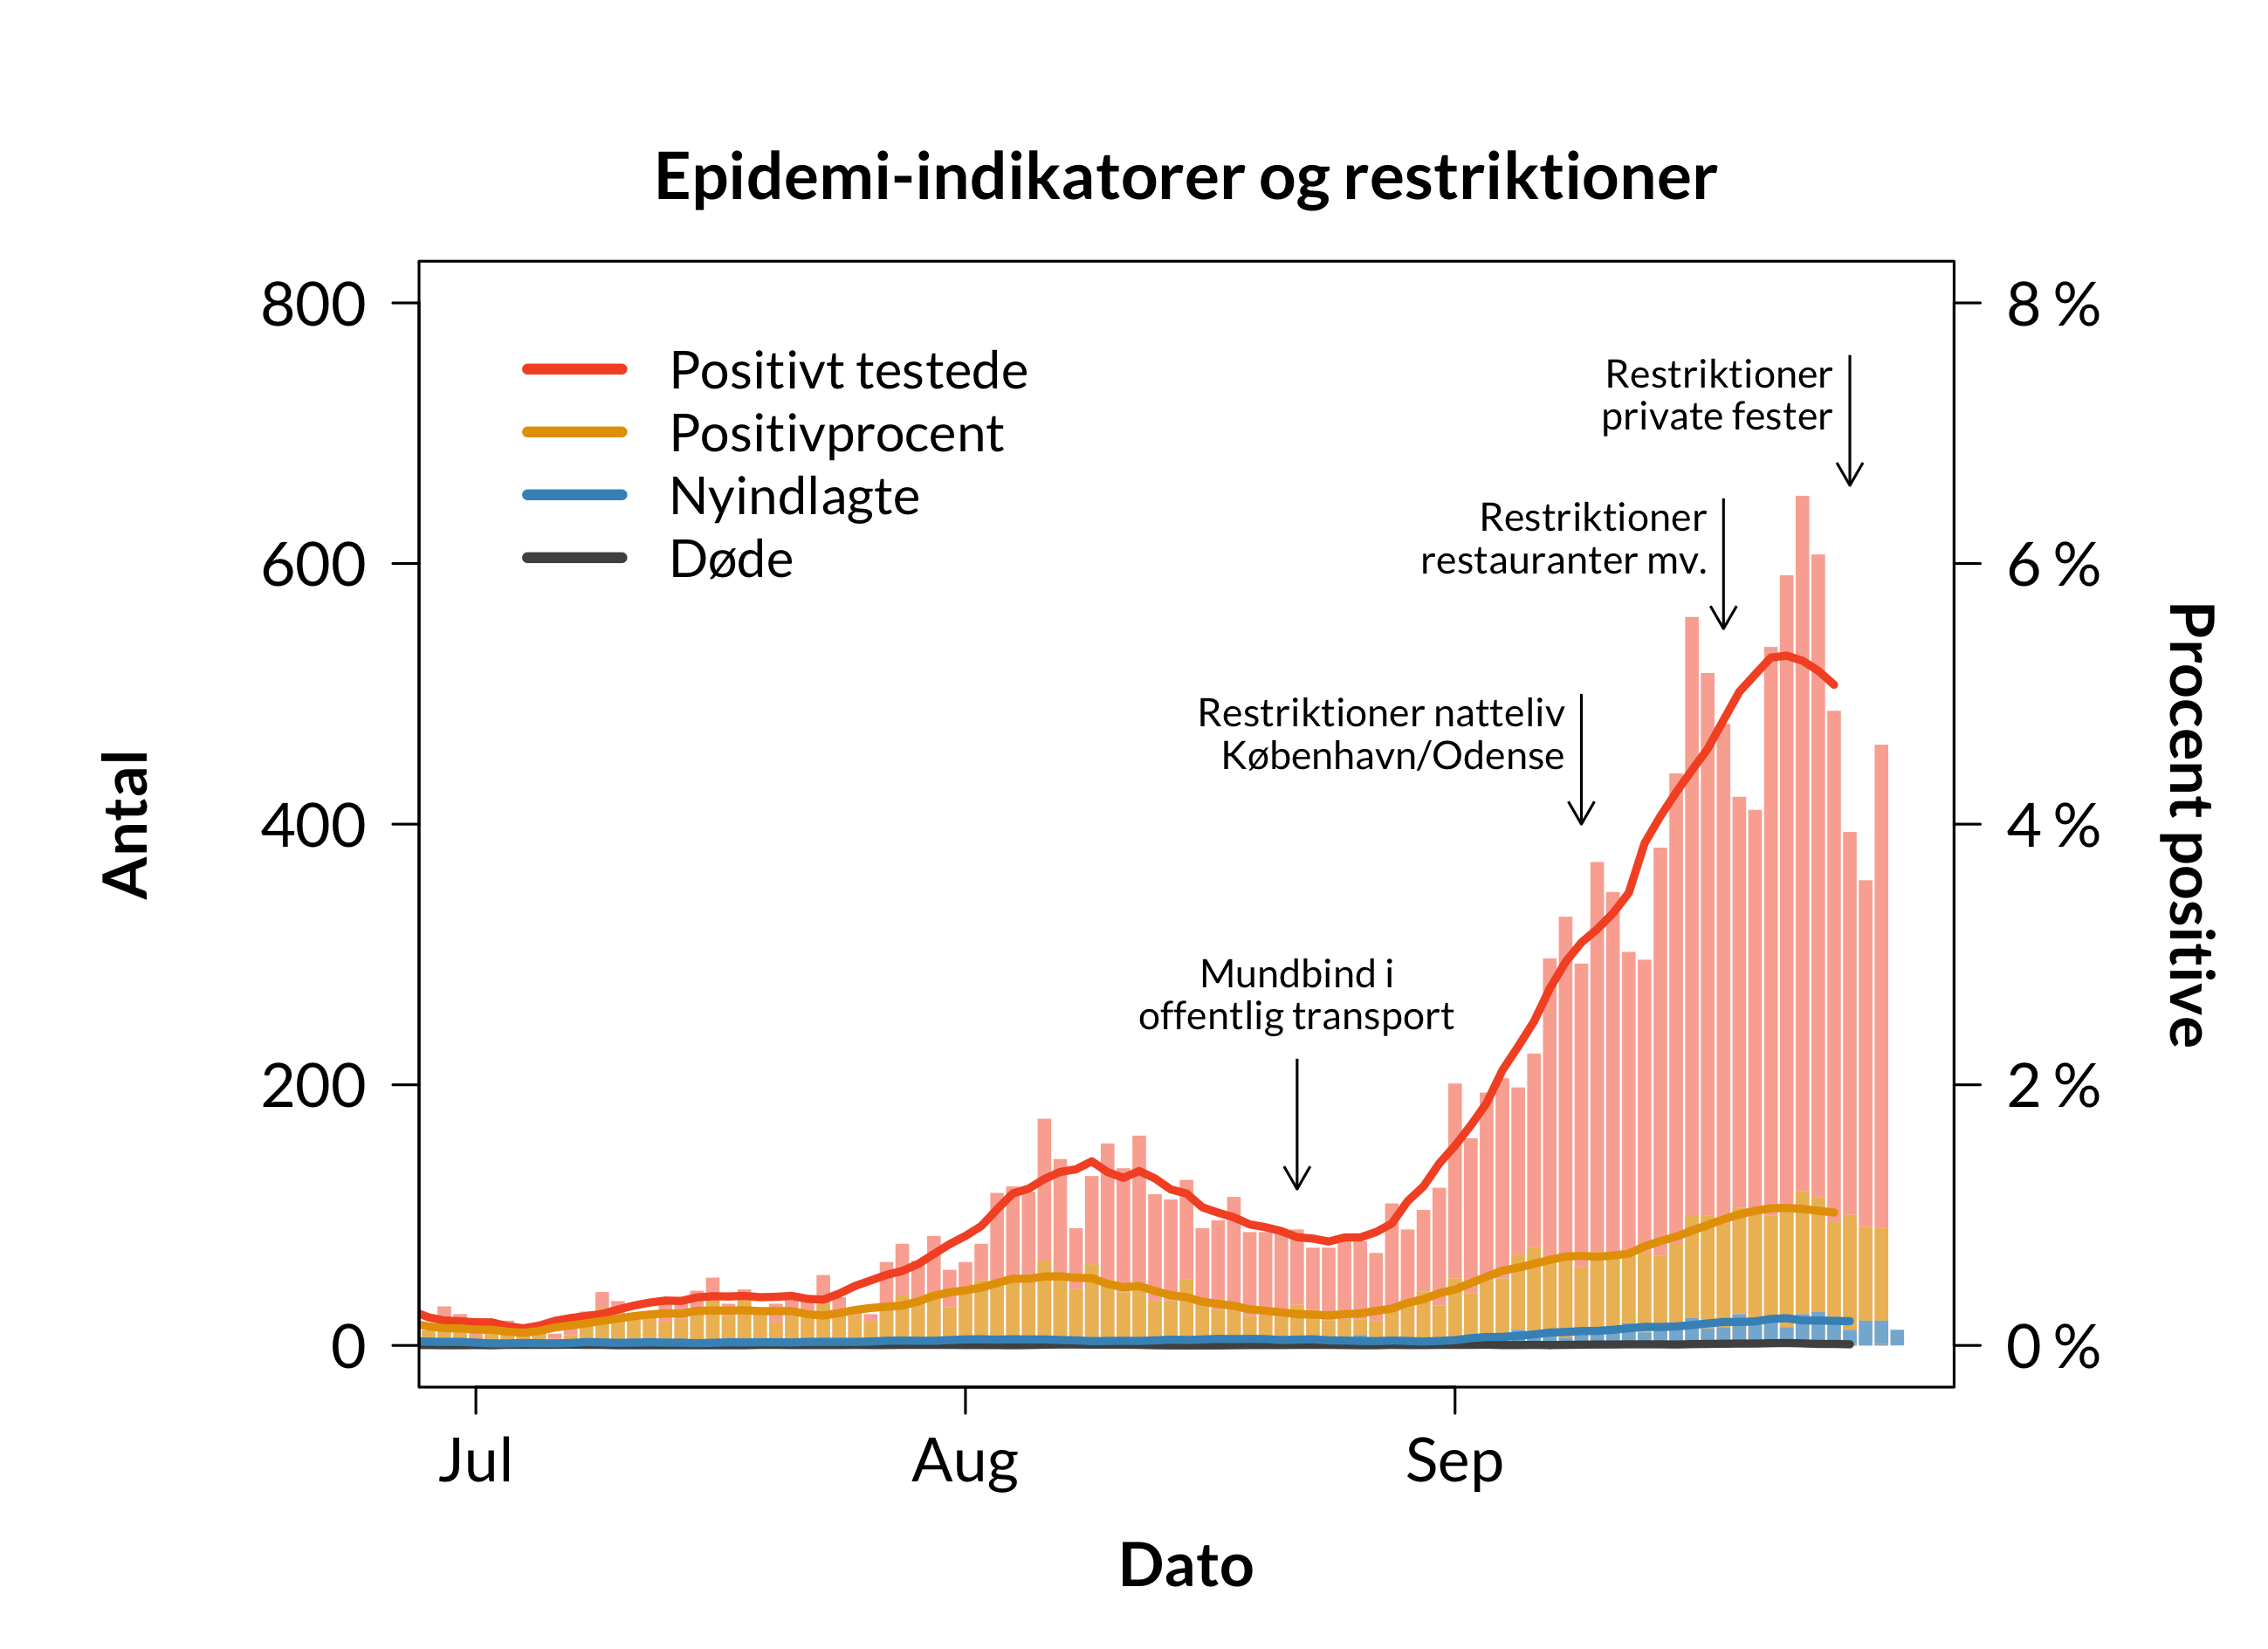 Epidemi-indikatorer og restriktioner
800
600
400
200
0
Antal
8 %
6 %
4 %
2 %
0 %
Procent positive
Positivt testede
Positivprocent
Nyindlagte
Døde
Restriktioner
private fester
Restriktioner
restauranter mv.
Restriktioner natteliv
København/Odense
Mundbind i
offentlig transport
Jul
Aug
Sep
Dato